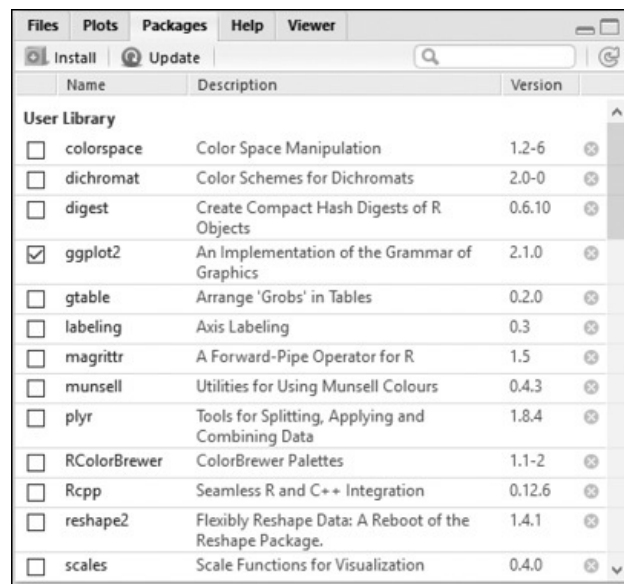 Files Plots Packages Help Viewer
Install Update
Name Description Version
User Library
colorspace Color Space Manipulation 1.2-6
dichromat Color Schemes for Dichromats 2.0-0
digest Create Compact Hash Digests of R 0.6.10
Objects
ggplot2 An Implementation of the Grammar of 2.1.0
Graphics
gtable Arrange 'Grobs' in Tables 0.2.0
labeling Axis Labeling 0.3
magrittr A Forward-Pipe Operator for R 1.5
munsell Utilities for Using Munsell Colours 0.4.3
plyr Tools for Splitting, Applying and 1.8.4
Combining Data
RColorBrewer ColorBrewer Palettes 1.1-2
Rcpp Seamless R and C++ Integration 0.12.6
reshape2 Flexibly Reshape Data: A Reboot of the 1.4.1
Reshape Package.
scales Scale Functions for Visualization 0.4.0